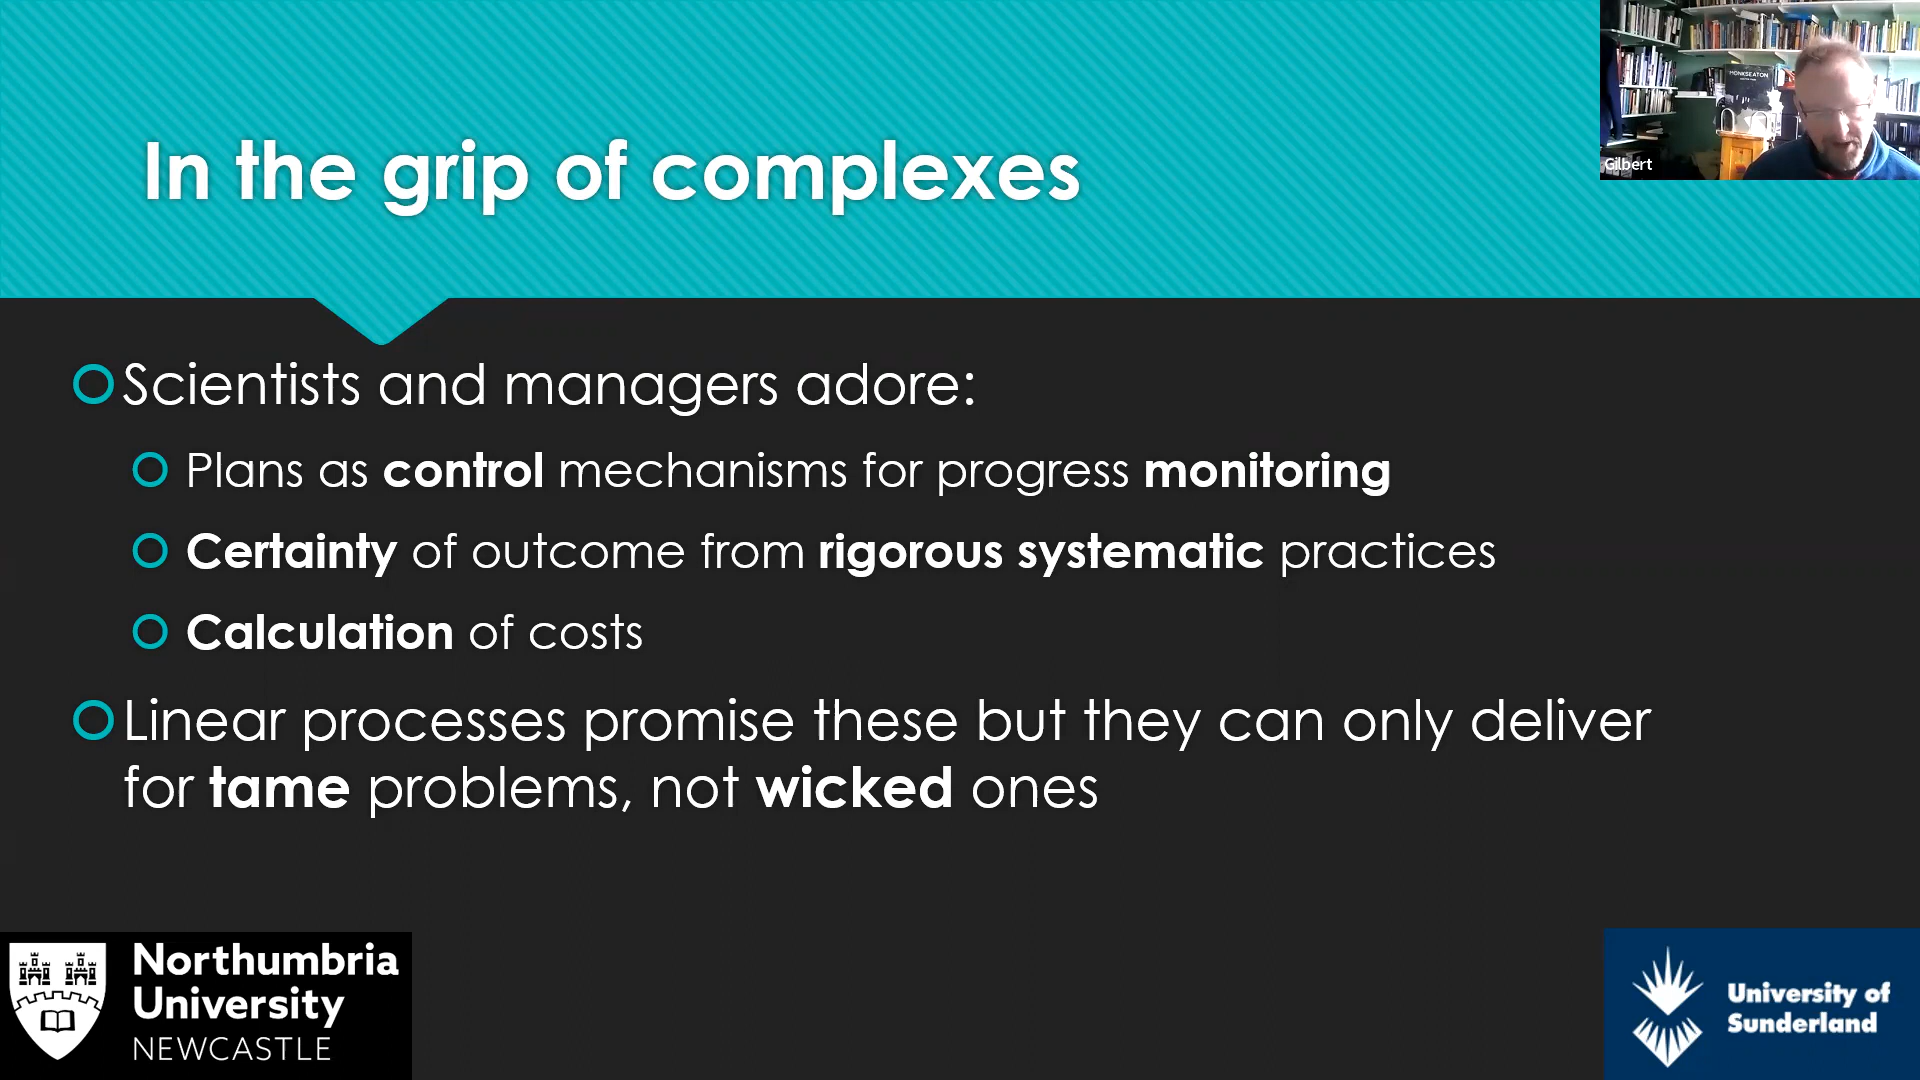 In the grip of complexes
MONKSEATON
Gilbert
Scientists and managers adore:
Plans as control mechanisms for progress monitoring
Certainty of outcome from rigorous systematic practices
Calculation of costs
Linear processes promise these but they can only deliver
for tame problems, not wicked ones
Northumbria
University
NEWCASTLE
University of
Sunderland